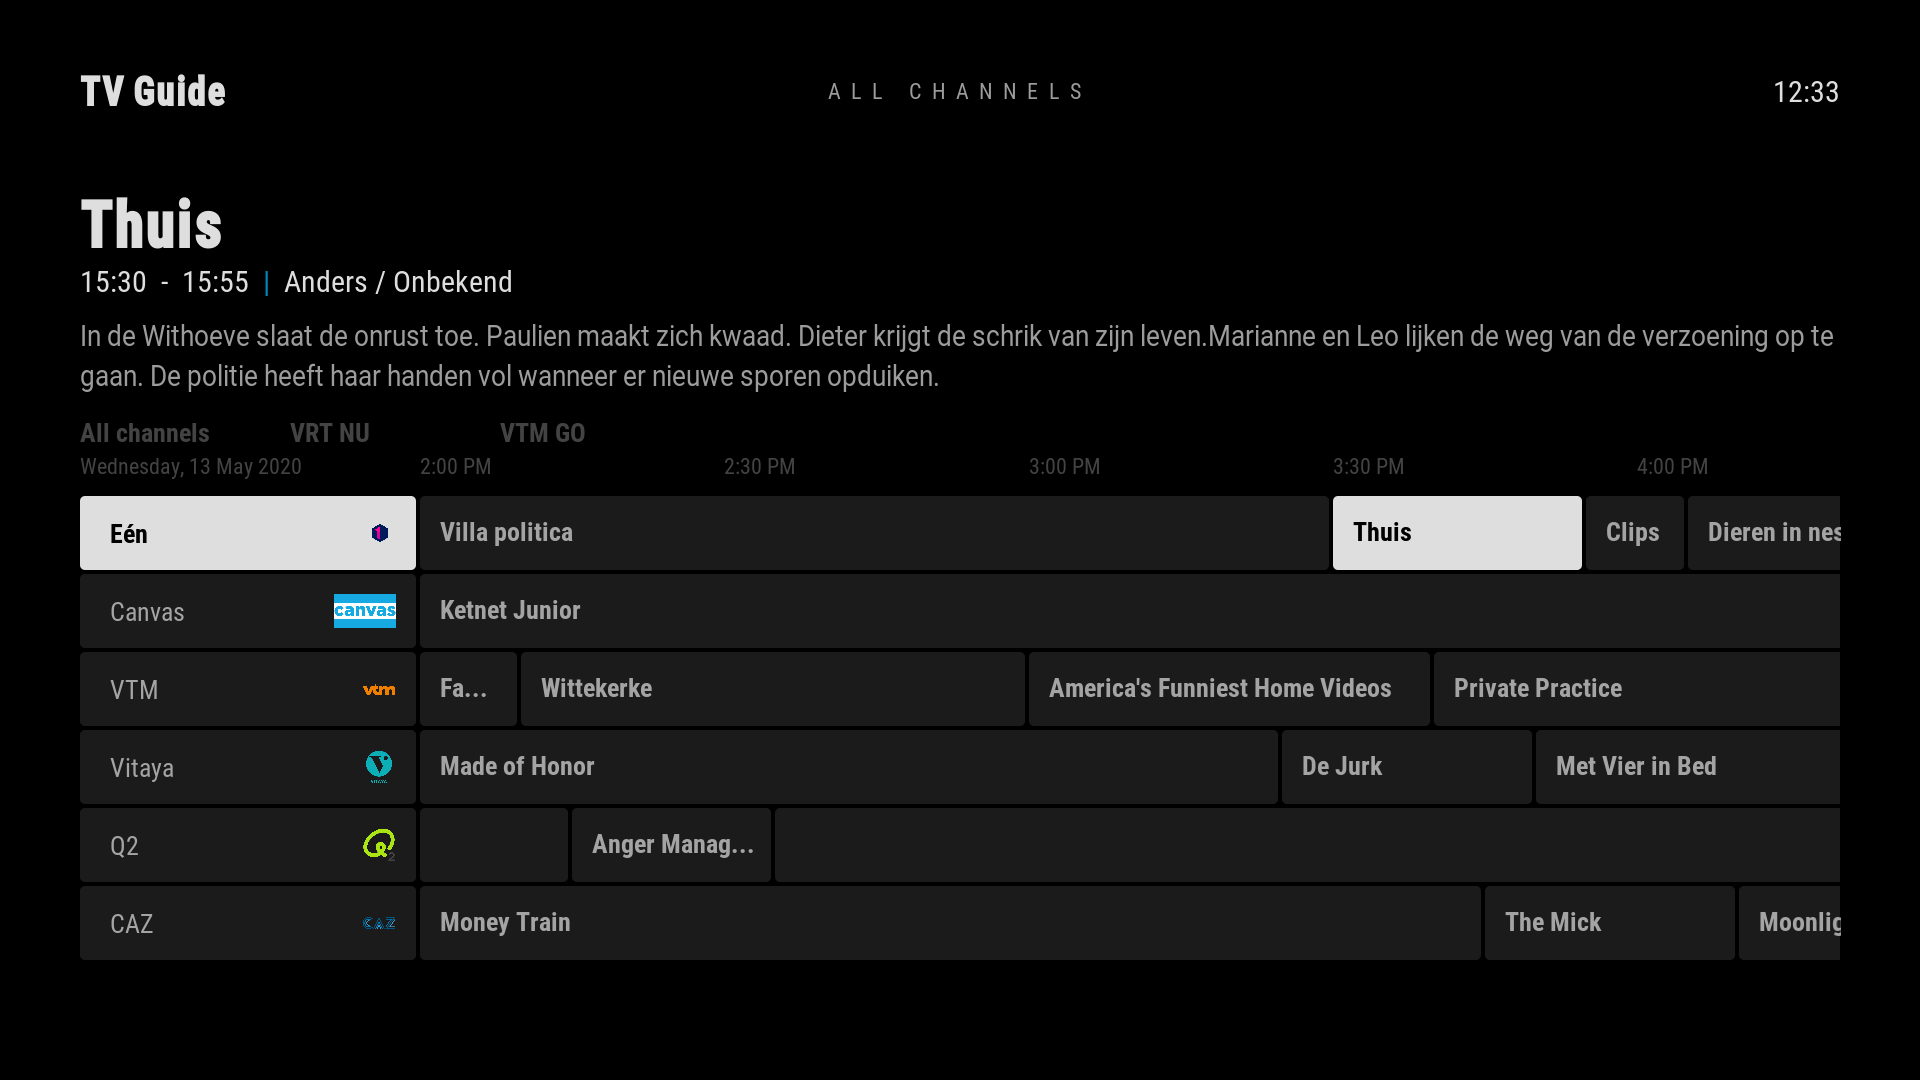 TV Guide
ALL CHANNELS
12:33
Thuis
15:30 - 15:55 | Anders / Onbekend
In de Withoeve slaat de onrust toe. Paulien maakt zich kwaad. Dieter krijgt de schrik van zijn leven.Marianne en Leo lijken de weg van de verzoening op te
gaan. De politie heeft haar handen vol wanneer er nieuwe sporen opduiken.
All channels VRT NU VTM GO
Wednesday, 13 May 2020 2:00 PM 2:30 PM 3:00 PM 3:30 PM 4:00 PM
Eén 1 Villa politica Thuis Clips Dieren in nes
Canvas canvas Ketnet Junior
VTM vtm Fa... Wittekerke America's Funniest Home Videos Private Practice
Vitaya VITAYA Made of Honor De Jurk Met Vier in Bed
Q2 Q2 Anger Manag...
CAZ CAZ Money Train The Mick Moonlig